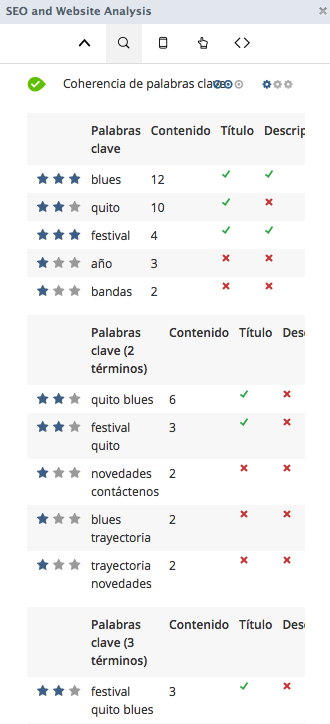 SEO and Website Analysis
Coherencia de palabras clave
Palabras Contenido Título Descrip
clave
blues 12
quito 10
festival 4
año 3
bandas 2
Palabras Contenido Título Des
clave (2
términos)
quito blues 6
festival 3
quito
novedades 2
contáctenos
blues 2
trayectoria
trayectoria 2
novedades
Palabras Contenido Título Des
clave (3
términos)
festival 3
quito blues